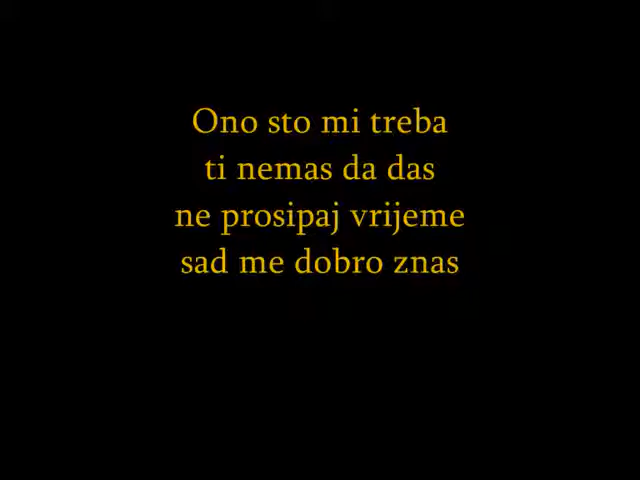 Ono sto mi treba
ti nemas da das
ne prosipaj vrijeme
sad me dobro znas